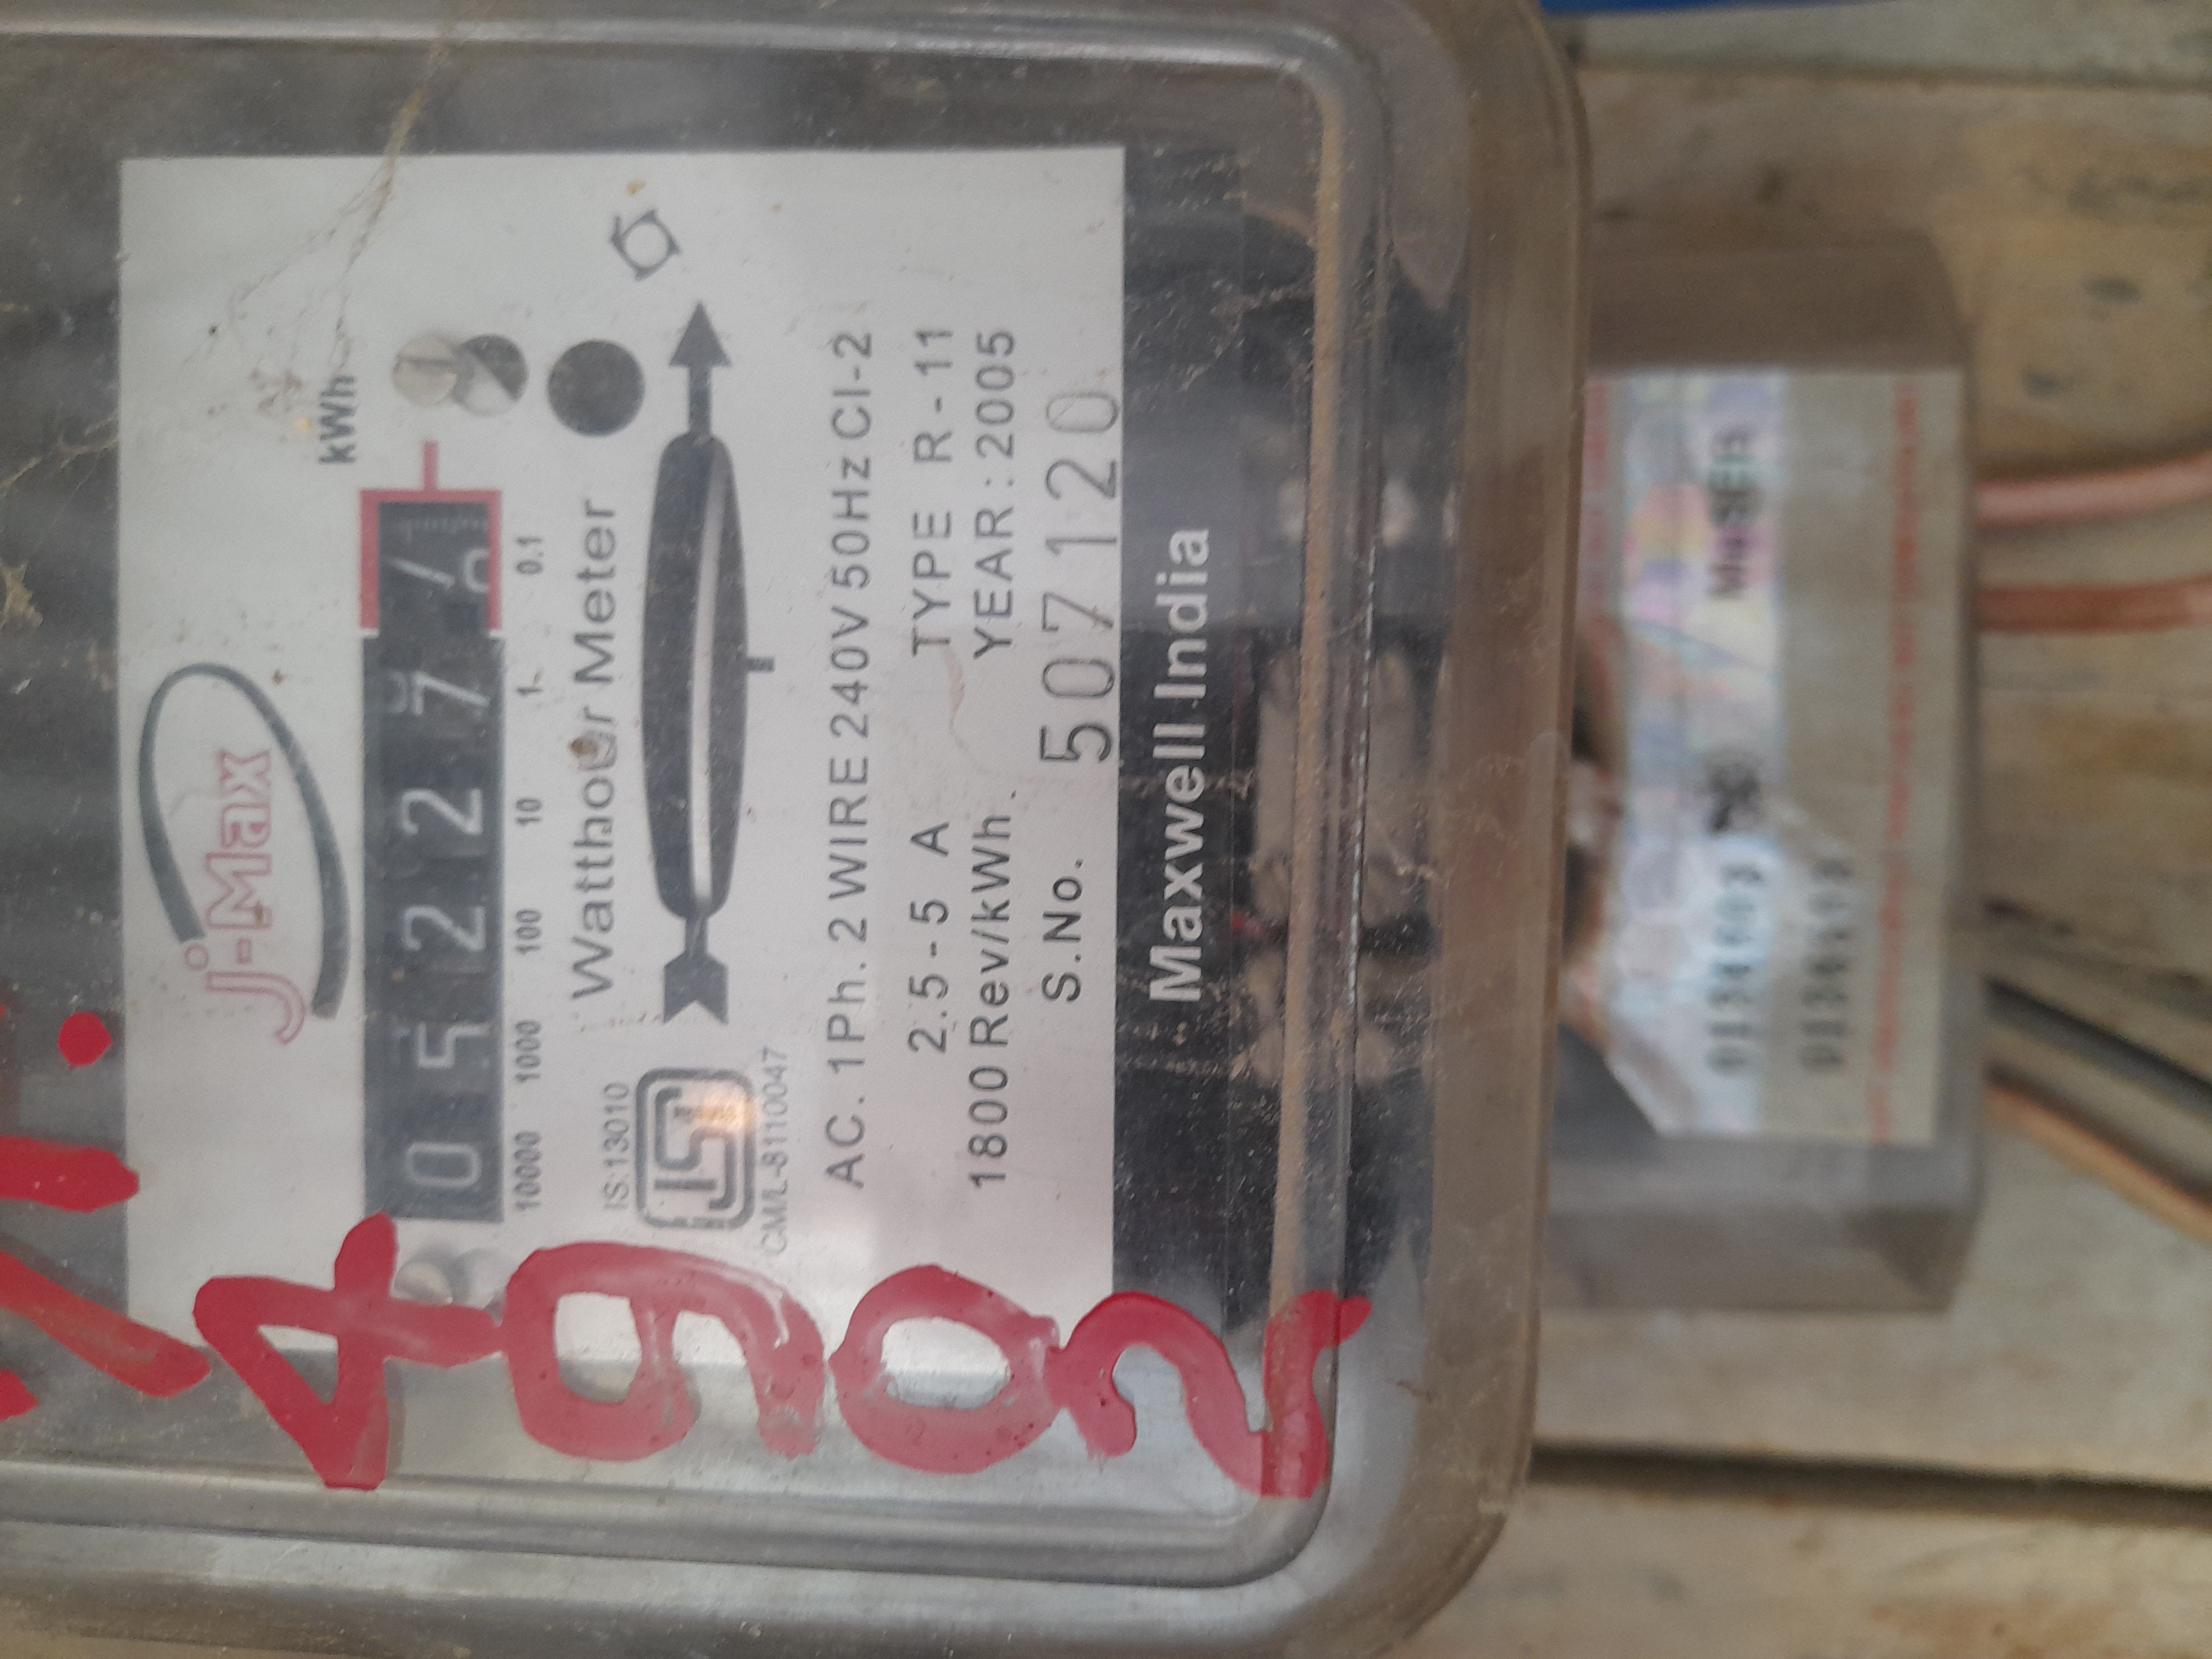 j-Max
kWh
0 5 2 2 7
10000 1000 100 10 1 0.1
Watthour Meter
IS:13010
CM/L-8110047
AC. 1Ph. 2 WIRE 240V 50Hz Cl-2
2.5-5 A TYPE R-11
1800 Rev/kWh. YEAR:2005
S.No. 507120
Maxwell India
4902